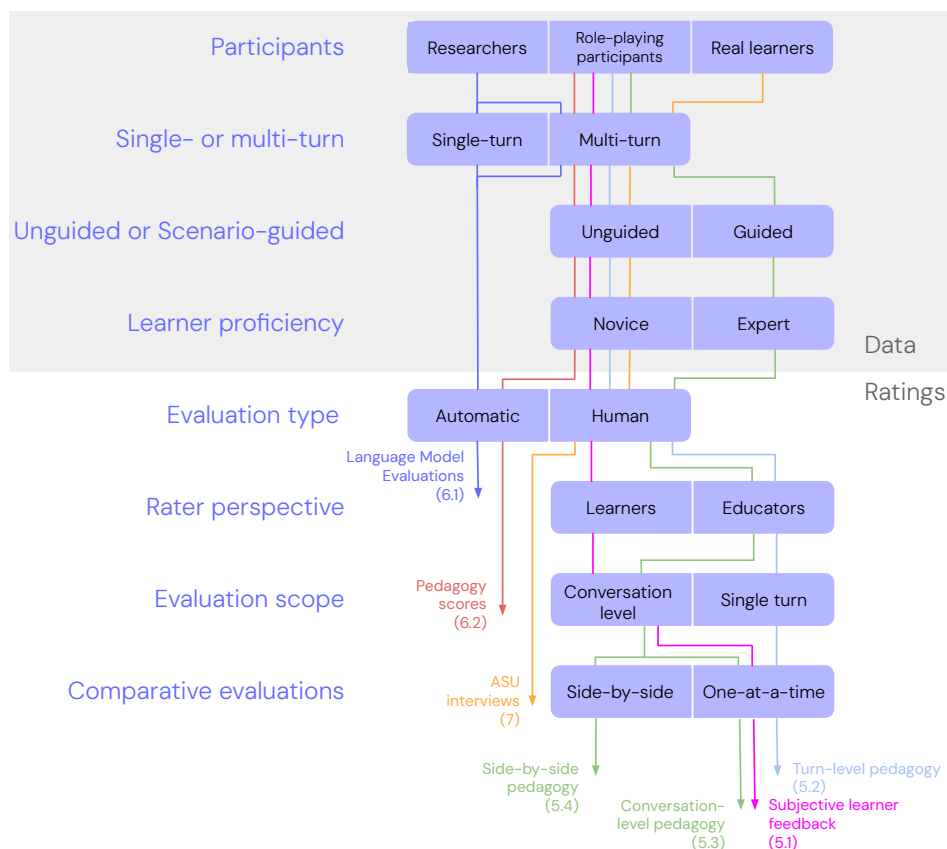 Participants
Researchers
Role-playing
participants
Real learners
Single- or multi-turn
Single-turn
Multi-turn
Unguided or Scenario-guided
Unguided
Guided
Learner proficiency
Novice
Expert
Data
Ratings
Evaluation type
Automatic
Human
Language Model
Evaluations
(6.1)
Rater perspective
Learners
Educators
Evaluation scope
Pedagogy
scores
(6.2)
Conversation
level
Single turn
Comparative evaluations
ASU
interviews
(7)
Side-by-side
One-at-a-time
Side-by-side
pedagogy
(5.4)
Turn-level pedagogy
(5.2)
Conversation-
level pedagogy
(5.3)
Subjective learner
feedback
(5.1)